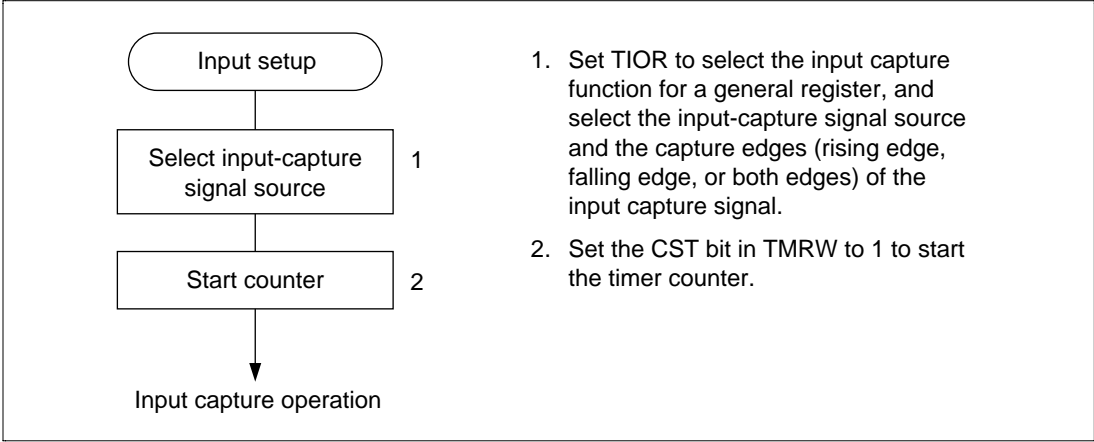 Input setup
Select input-capture
signal source
1
Start counter
2
Input capture operation
1. Set TIOR to select the input capture
function for a general register, and
select the input-capture signal source
and the capture edges (rising edge,
falling edge, or both edges) of the
input capture signal.
2. Set the CST bit in TMRW to 1 to start
the timer counter.